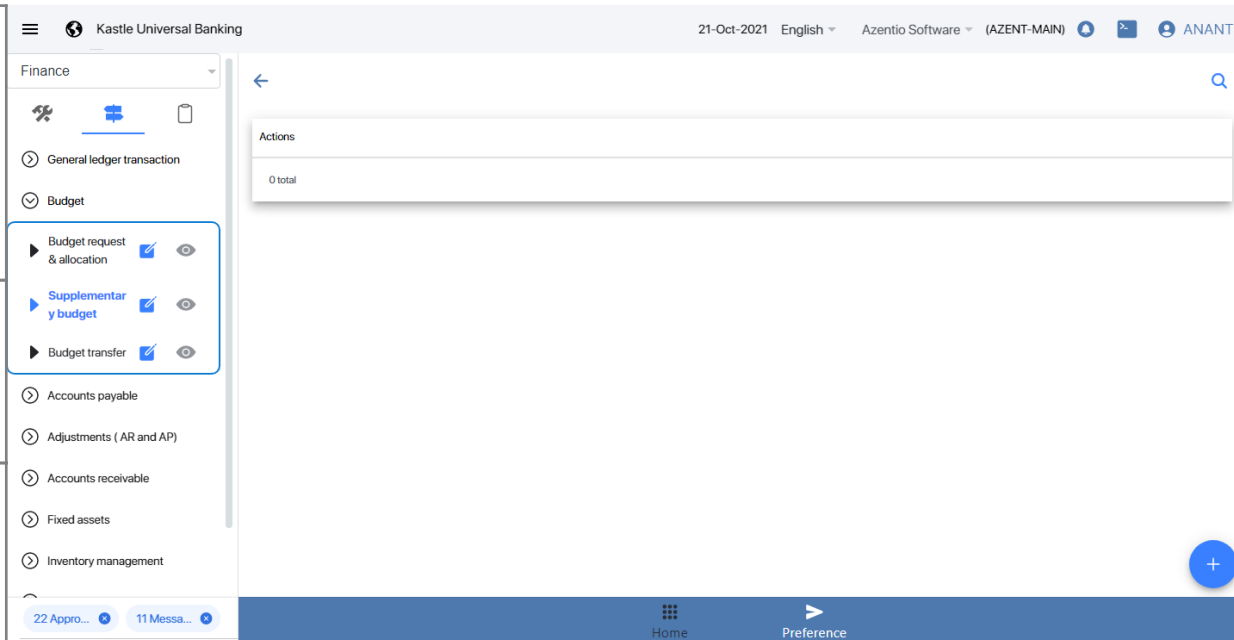 Kastle Universal Banking
21-Oct-2021 English Azentio Software (AZENT-MAIN) ANANT
Finance
Actions
0 total
General ledger transaction
Budget
Budget request
& allocation
Supplementar
y budget
Budget transfer
Accounts payable
Adjustments ( AR and AP)
Accounts receivable
Fixed assets
Inventory management
+
22 Appro...
11 Messa...
Home
Preference